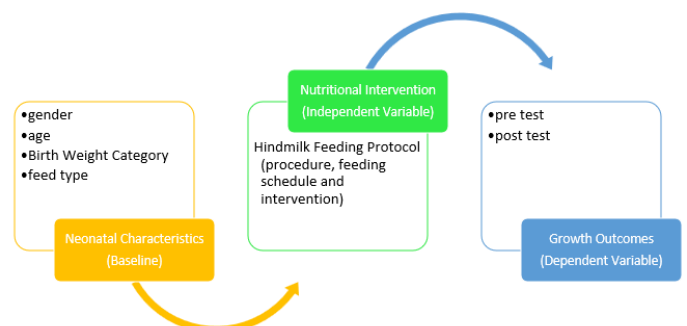 •gender
•age
•Birth Weight Category
•feed type
Neonatal Characteristics
(Baseline)
Nutritional Intervention
(Independent Variable)
Hindmilk Feeding Protocol
(procedure, feeding
schedule and
intervention)
•pre test
•post test
Growth Outcomes
(Dependent Variable)